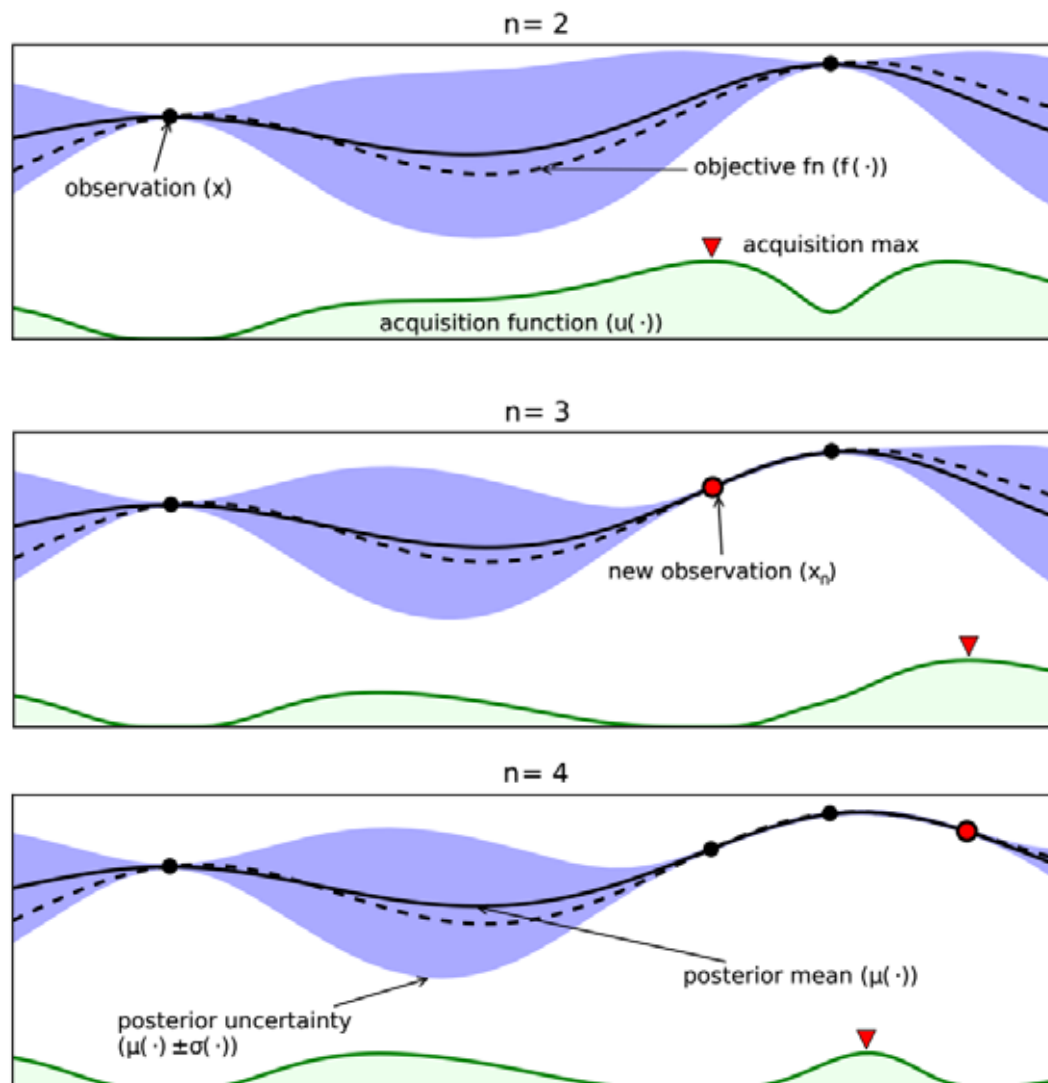 n= 2
observation (x)
objective fn (f(·))
acquisition max
acquisition function (u(·))
n= 3
new observation (xₙ)
n= 4
posterior mean (μ(·))
posterior uncertainty
(μ(·) ±σ(·))